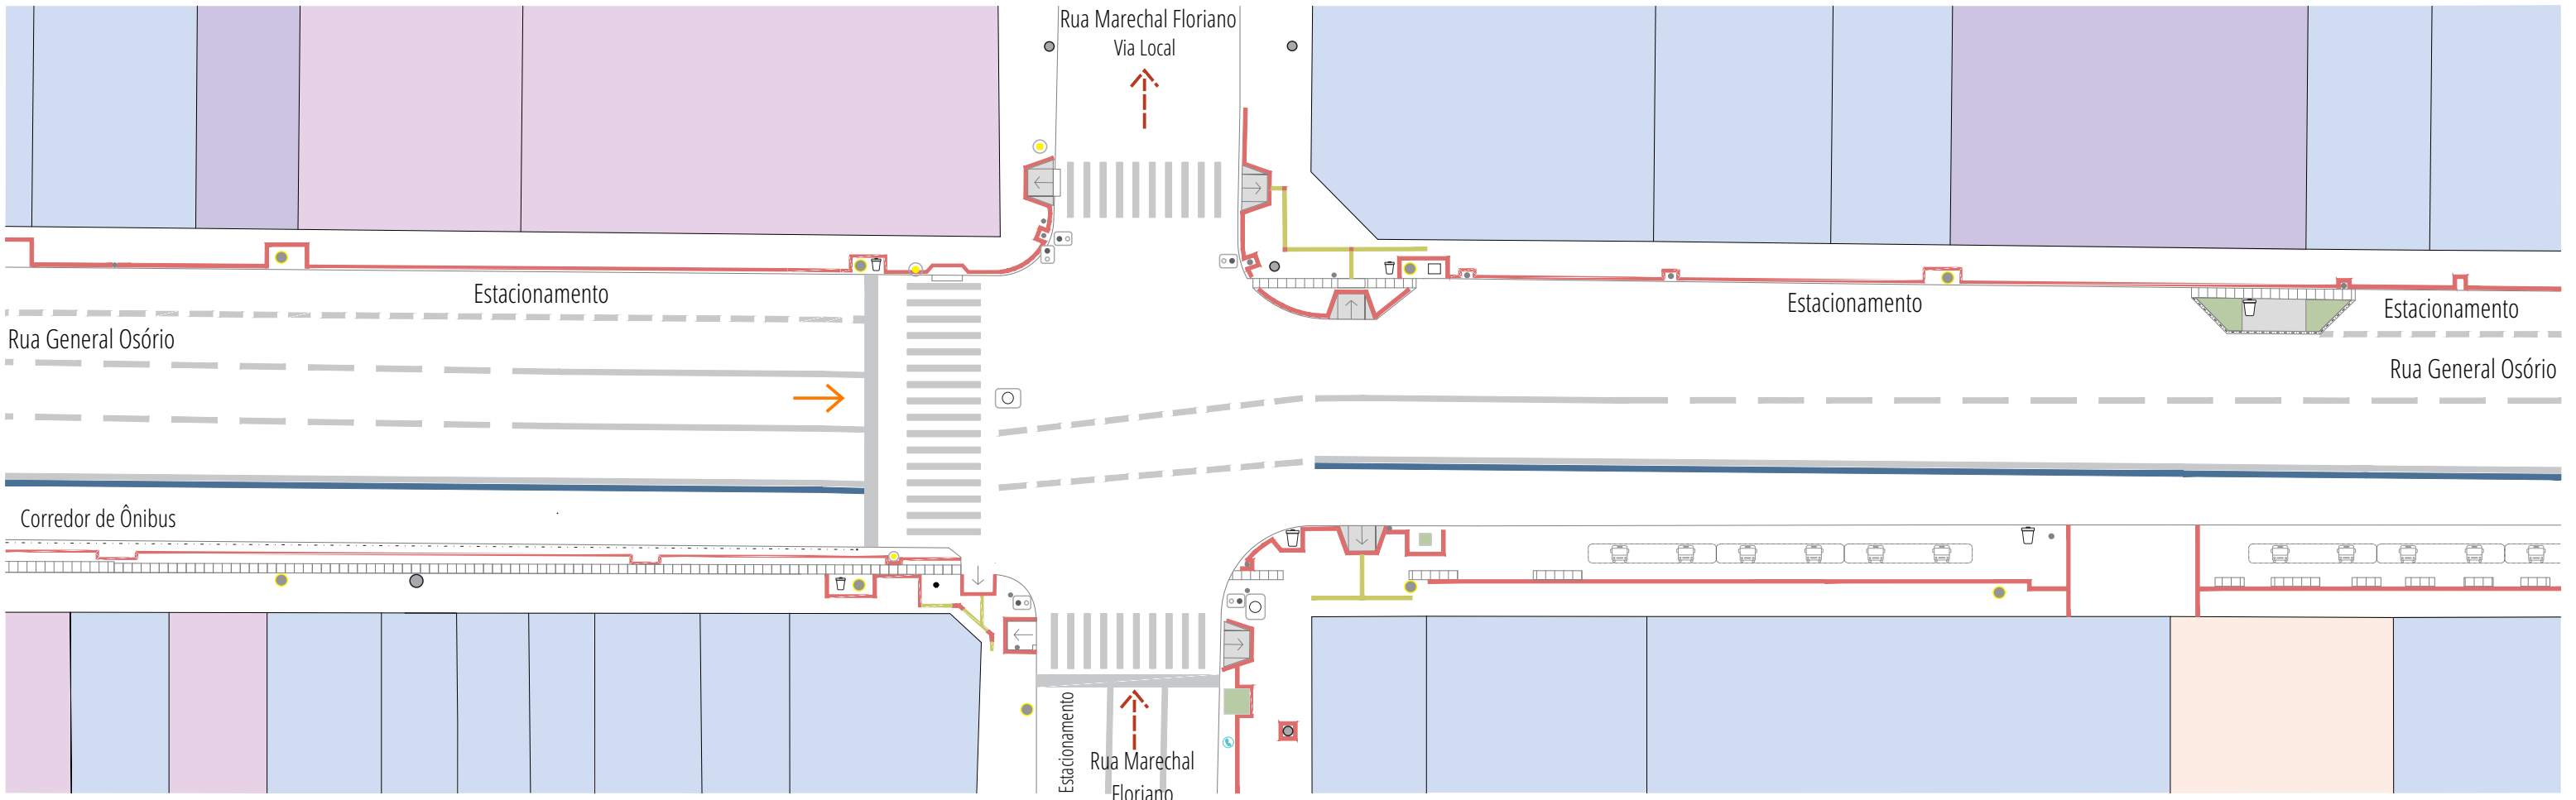 Rua Marechal Floriano
Via Local
Estacionamento
Estacionamento
Estacionamento
Rua General Osório
Rua General Osório
Corredor de Ônibus
Estacionamento
Rua Marechal
Floriano